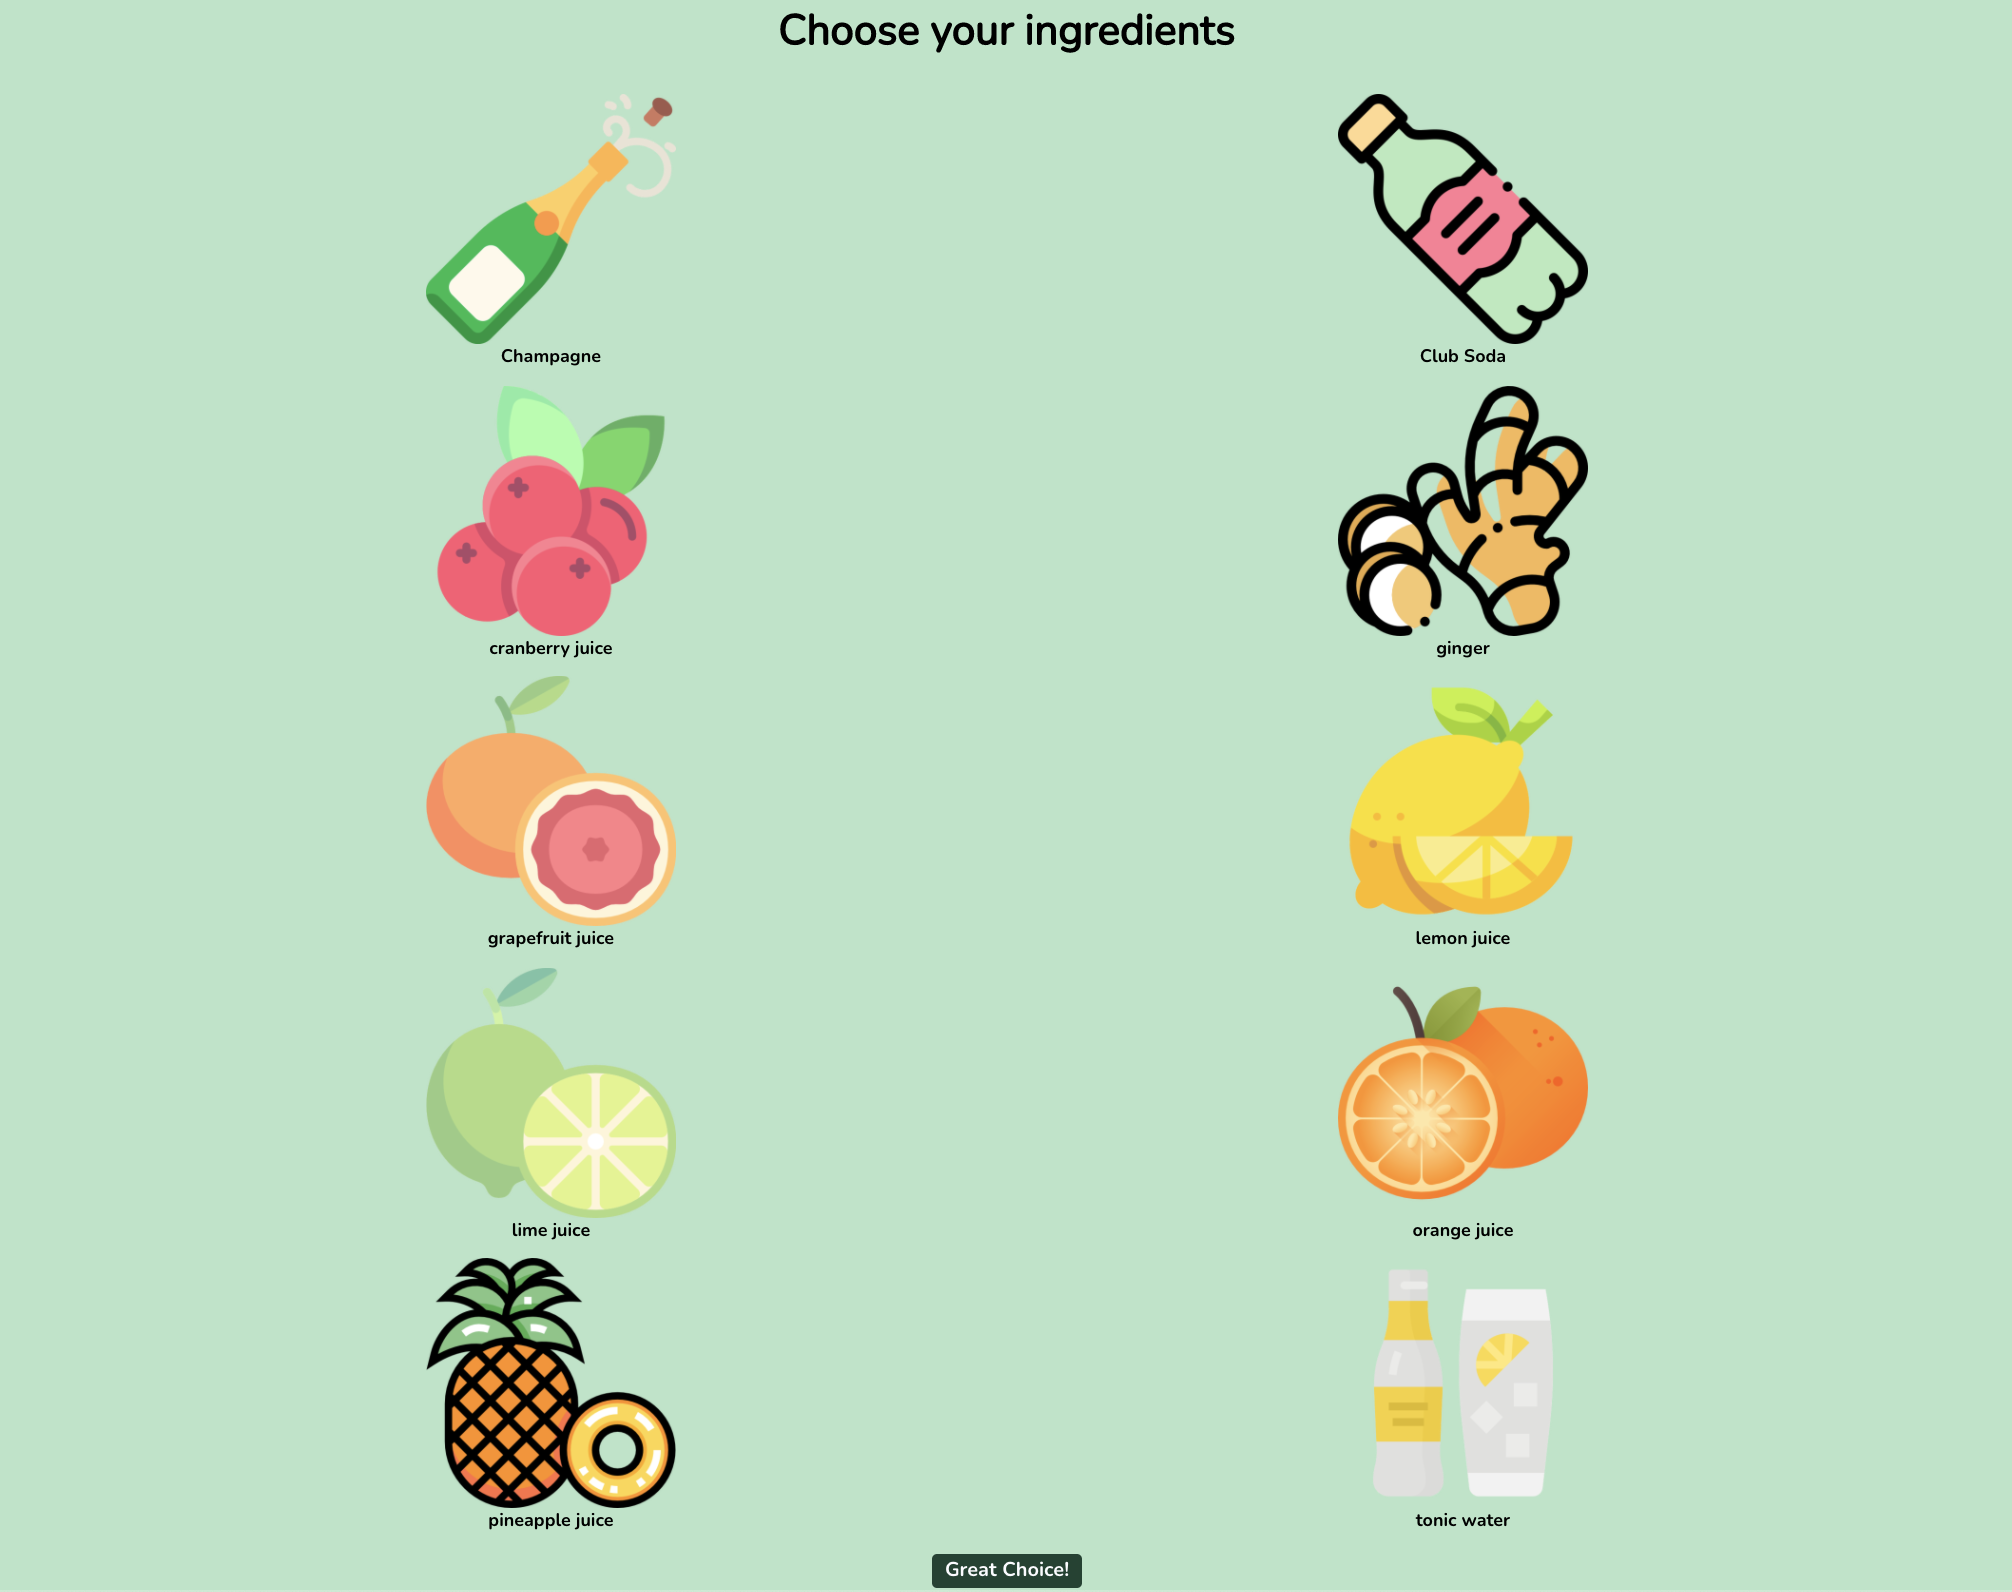 Choose your ingredients
Champagne
Club Soda
cranberry juice
ginger
grapefruit juice
lemon juice
lime juice
orange juice
pineapple juice
tonic water
Great Choice!